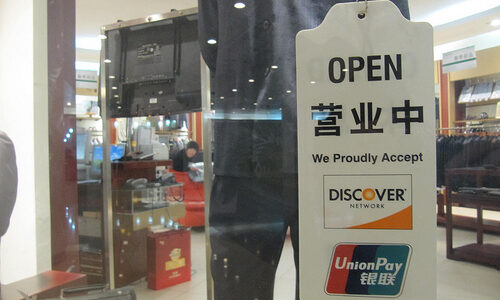 OPEN
营业中
We Proudly Accept
DISCOVER
NETWORK
UnionPay
银联